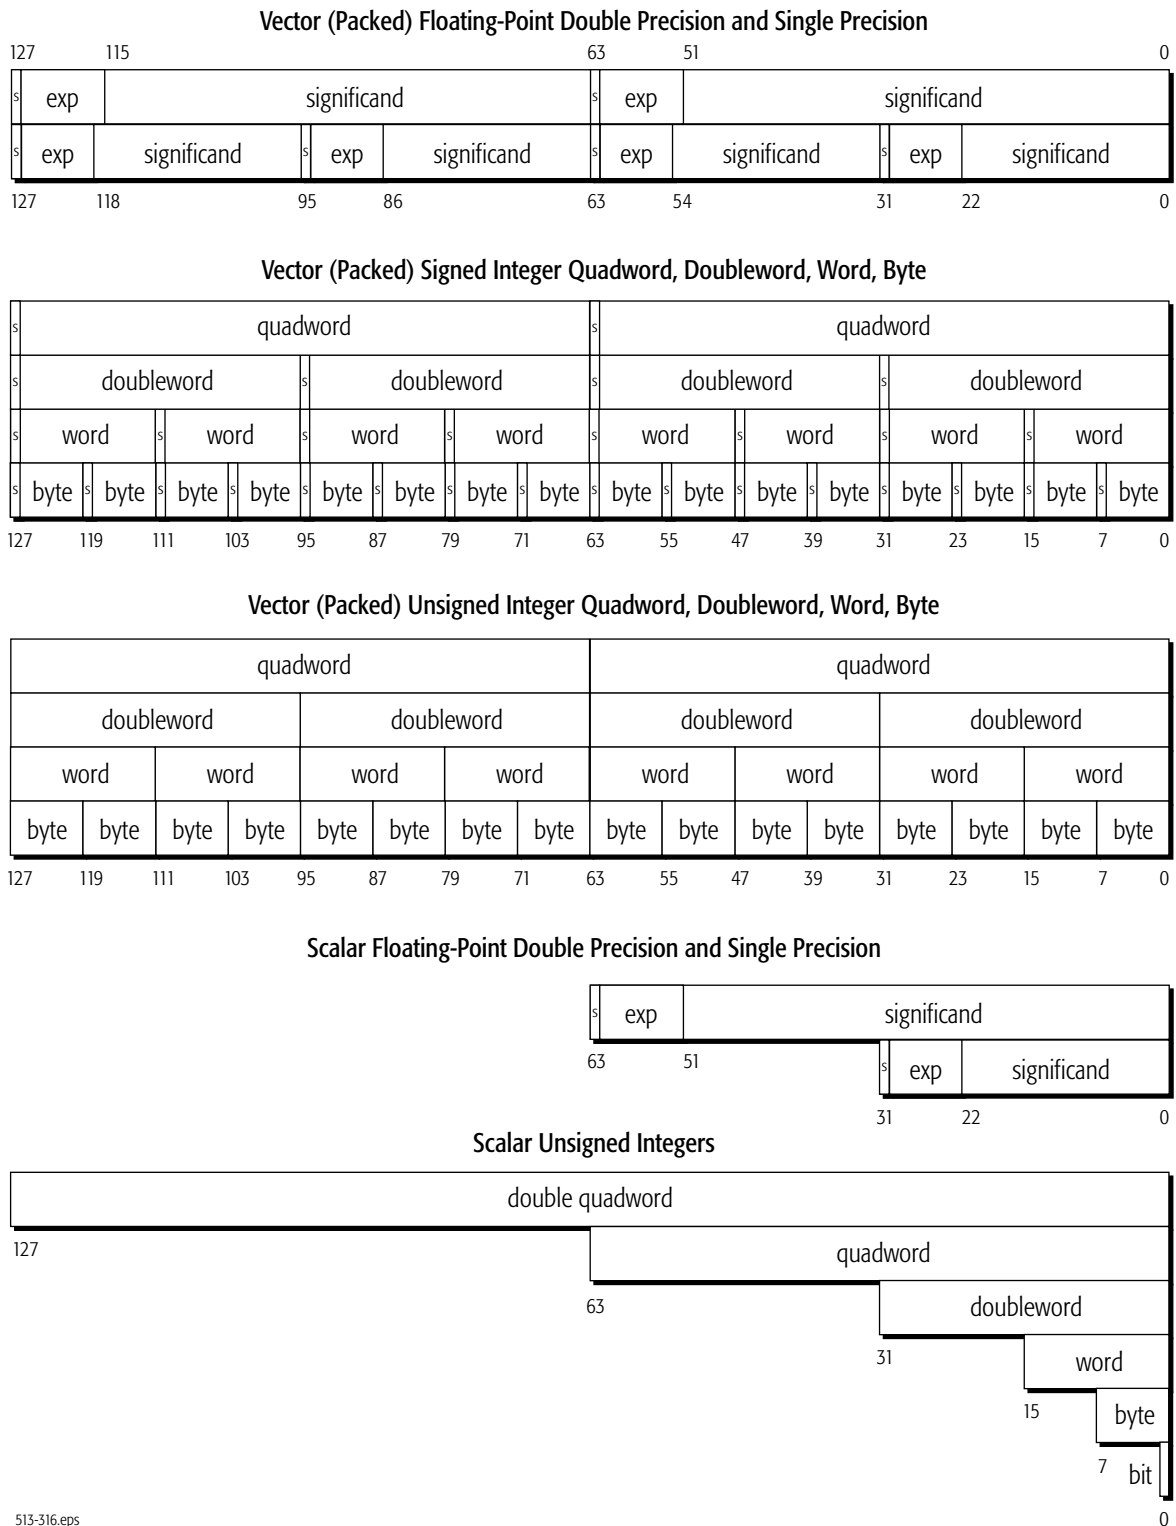 Vector (Packed) Floating-Point Double Precision and Single Precision
127 115 63 51 0
s exp significand s exp significand
s exp significand s exp significand s exp significand s exp significand
127 118 95 86 63 54 31 22 0
Vector (Packed) Signed Integer Quadword, Doubleword, Word, Byte
s quadword s quadword
s doubleword s doubleword s doubleword s doubleword
s word s word s word s word s word s word s word s word
s byte s byte s byte s byte s byte s byte s byte s byte s byte s byte s byte s byte s byte s byte s byte s byte
127 119 111 103 95 87 79 71 63 55 47 39 31 23 15 7 0
Vector (Packed) Unsigned Integer Quadword, Doubleword, Word, Byte
quadword quadword
doubleword doubleword doubleword doubleword
word word word word word word word word
byte byte byte byte byte byte byte byte byte byte byte byte byte byte byte byte
127 119 111 103 95 87 79 71 63 55 47 39 31 23 15 7 0
Scalar Floating-Point Double Precision and Single Precision
s exp significand
63 51
s exp significand
31 22 0
Scalar Unsigned Integers
double quadword
127
quadword
63
doubleword
31
word
15
byte
7
bit
513-316.eps 0